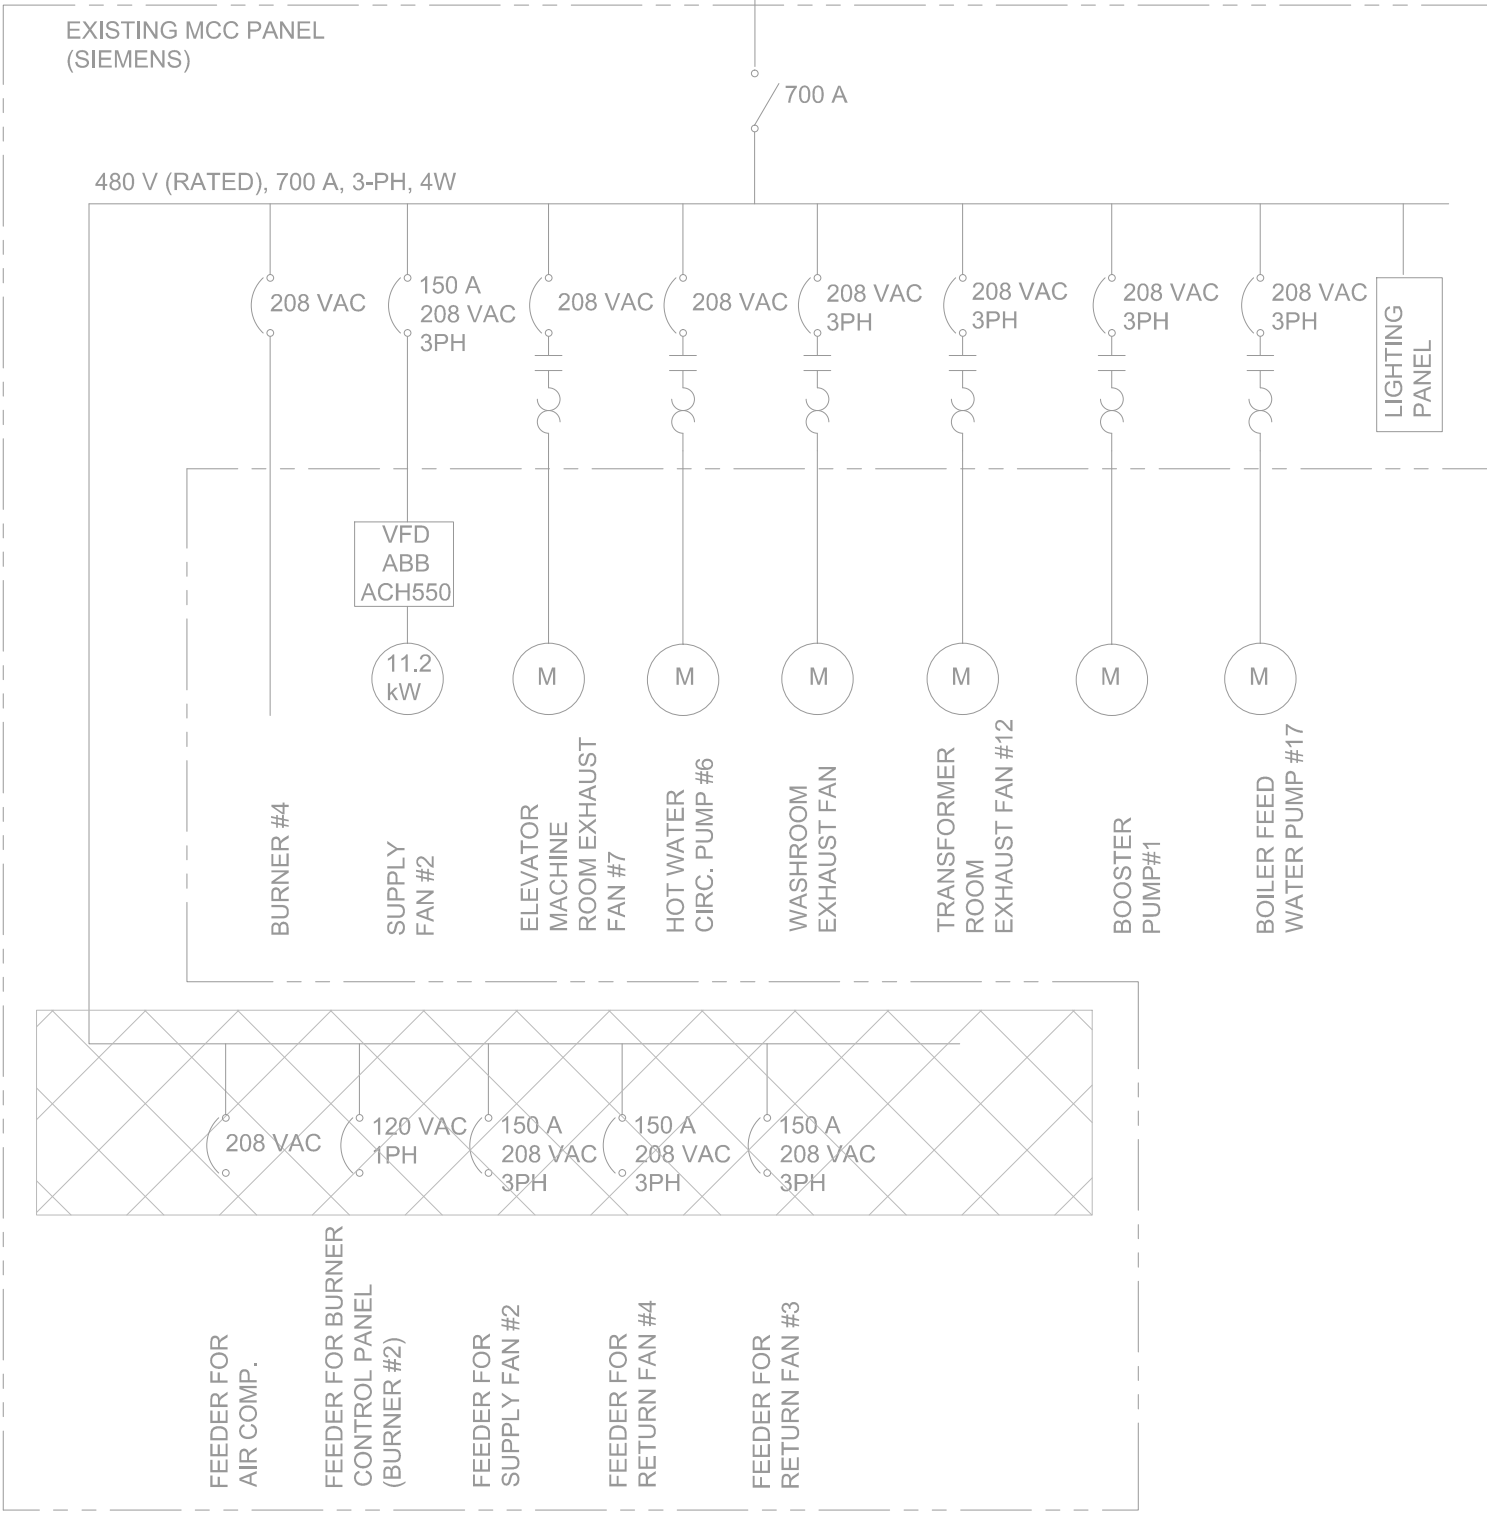 EXISTING MCC PANEL
(SIEMENS)
700 A
480 V (RATED), 700 A, 3-PH, 4W
208 VAC
150 A
208 VAC
3PH
208 VAC
208 VAC
208 VAC
3PH
208 VAC
3PH
208 VAC
3PH
208 VAC
3PH
LIGHTING
PANEL
VFD
ABB
ACH550
11.2
kW
M
M
M
M
M
M
BURNER #4
SUPPLY
FAN #2
ELEVATOR
MACHINE
ROOM EXHAUST
FAN #7
HOT WATER
CIRC. PUMP #6
WASHROOM
EXHAUST FAN
TRANSFORMER
ROOM
EXHAUST FAN #12
BOOSTER
PUMP#1
BOILER FEED
WATER PUMP #17
208 VAC
120 VAC
1PH
150 A
208 VAC
3PH
150 A
208 VAC
3PH
150 A
208 VAC
3PH
FEEDER FOR
AIR COMP.
FEEDER FOR BURNER
CONTROL PANEL
(BURNER #2)
FEEDER FOR
SUPPLY FAN #2
FEEDER FOR
RETURN FAN #4
FEEDER FOR
RETURN FAN #3